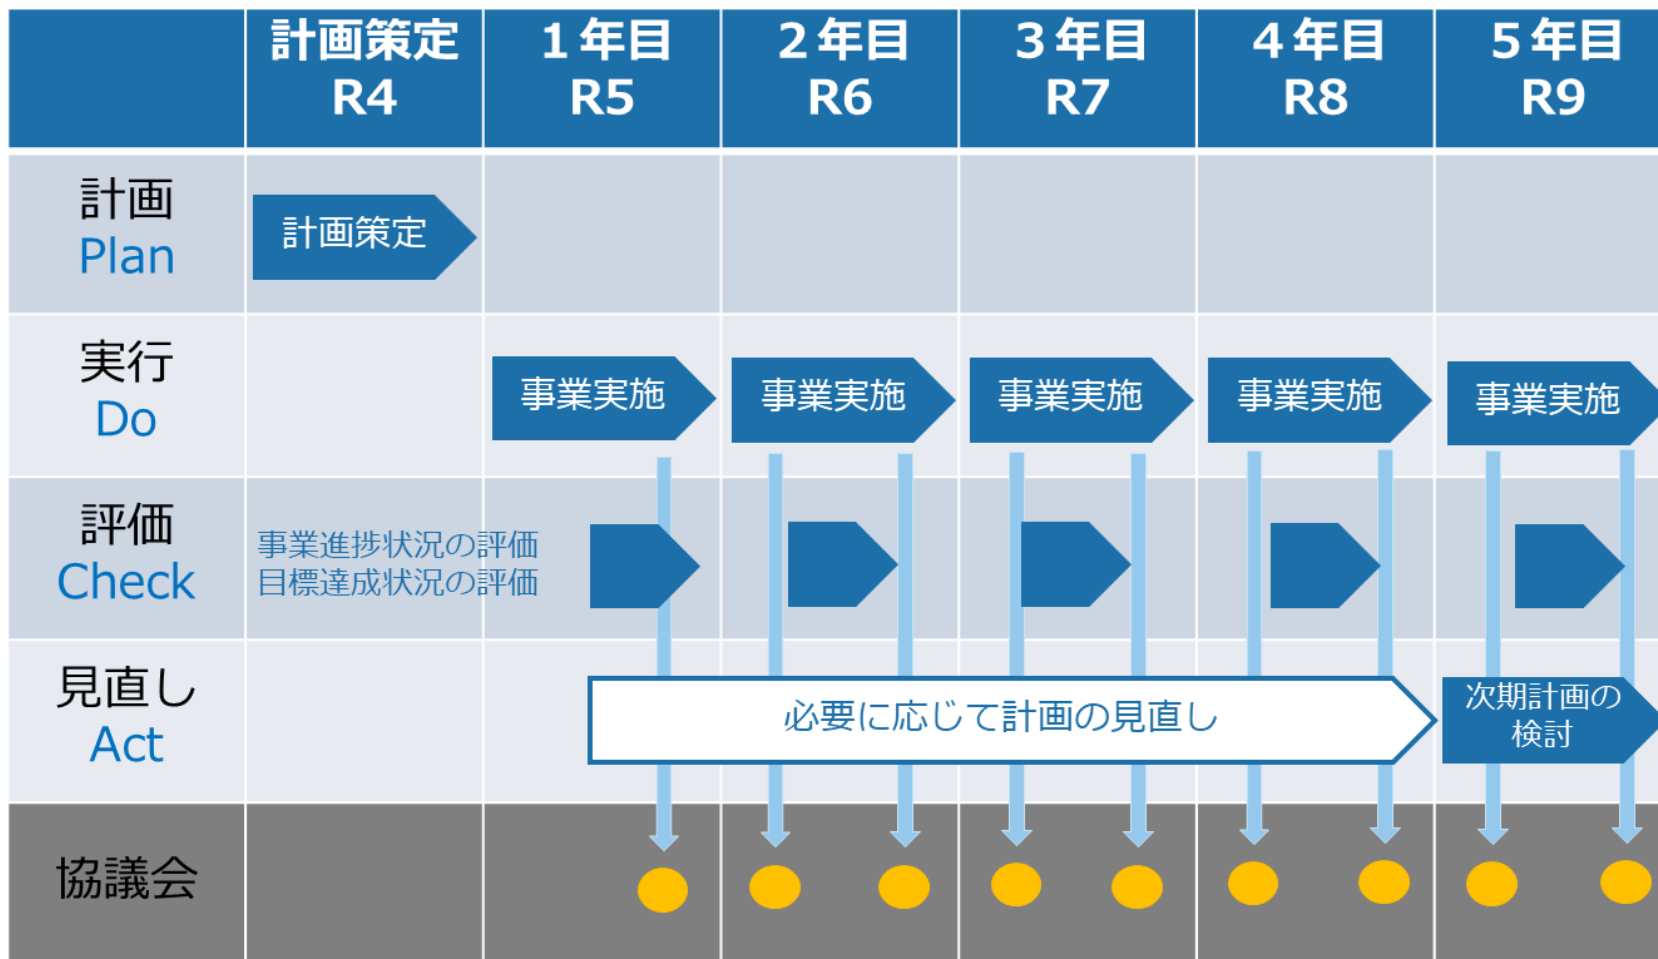 計画策定
R4
１年目
R5
２年目
R6
３年目
R7
４年目
R8
５年目
R9
計画
Plan
計画策定
実行
Do
事業実施
事業実施
事業実施
事業実施
事業実施
評価
Check
事業進捗状況の評価
目標達成状況の評価
見直し
Act
必要に応じて計画の見直し
次期計画の
検討
協議会